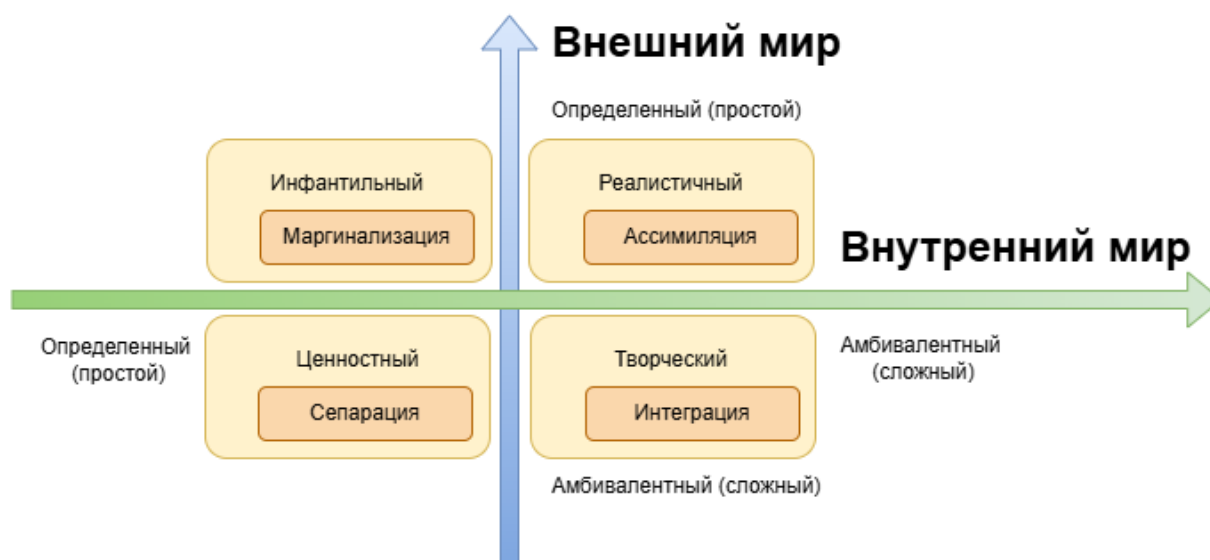 Внешний мир
Определенный (простой)
Инфантильный
Маргинализация
Реалистичный
Ассимиляция
Внутренний мир
Определенный
(простой)
Ценностный
Сепарация
Творческий
Интеграция
Амбивалентный
(сложный)
Амбивалентный (сложный)